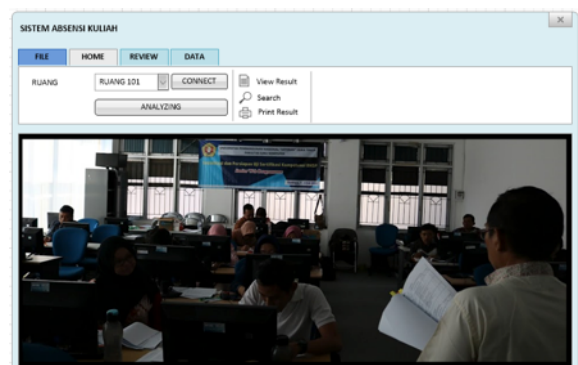 SISTEM ABSENSI KULIAH
FILE HOME REVIEW DATA
RUANG RUANG 101 CONNECT View Result
Search
ANALYZING Print Result